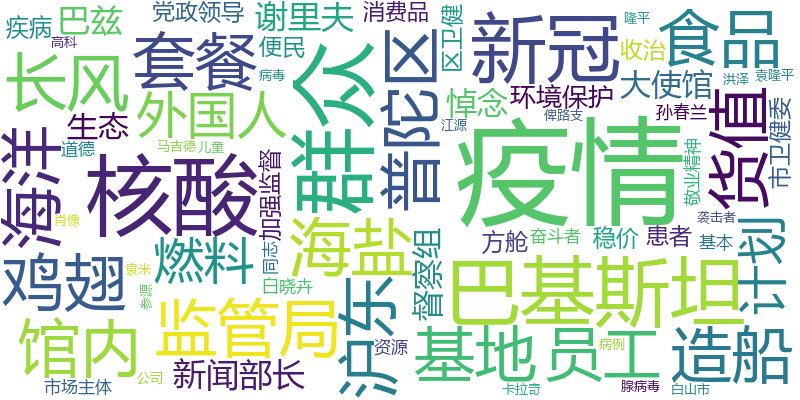 疾病
巴兹
党政领导
谢里夫
消费品
区卫健
隆平
高科
套餐
便民
病毒
新冠
收治
食品
长风
外国人
群众
普陀区
悼念
环境保护
大使馆
洪泽
袁隆平
孙春兰
海洋
生态
道德
马吉德
儿童
江源
俾路支
货值
市卫健委
核酸
加强监督
疫情
敬业精神
袭击者
肖像
海盐
方舱
奋斗者
稳价
患者
基本
计划
鸡翅
袁米
燃料
同志
白晓卉
沪东
督察组
巴基斯坦
参源
馆内
监管局
资源
基地
员工
病例
造船
市场主体
公司
新闻部长
卡拉奇
腺病毒
白山市